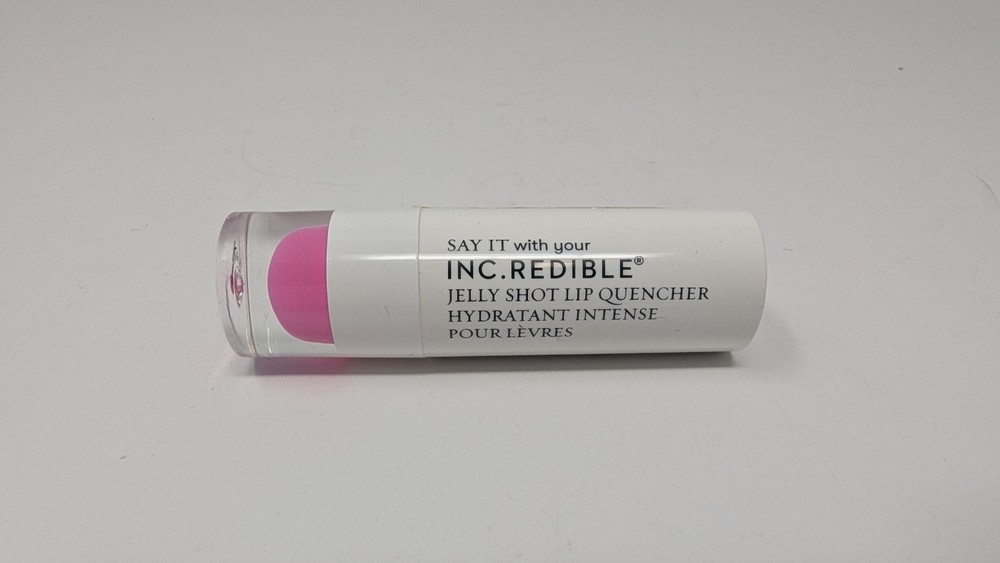 SAY IT with your
INC.REDIBLE®
JELLY SHOT LIP QUENCHER
HYDRATANT INTENSE
POUR LÈVRES